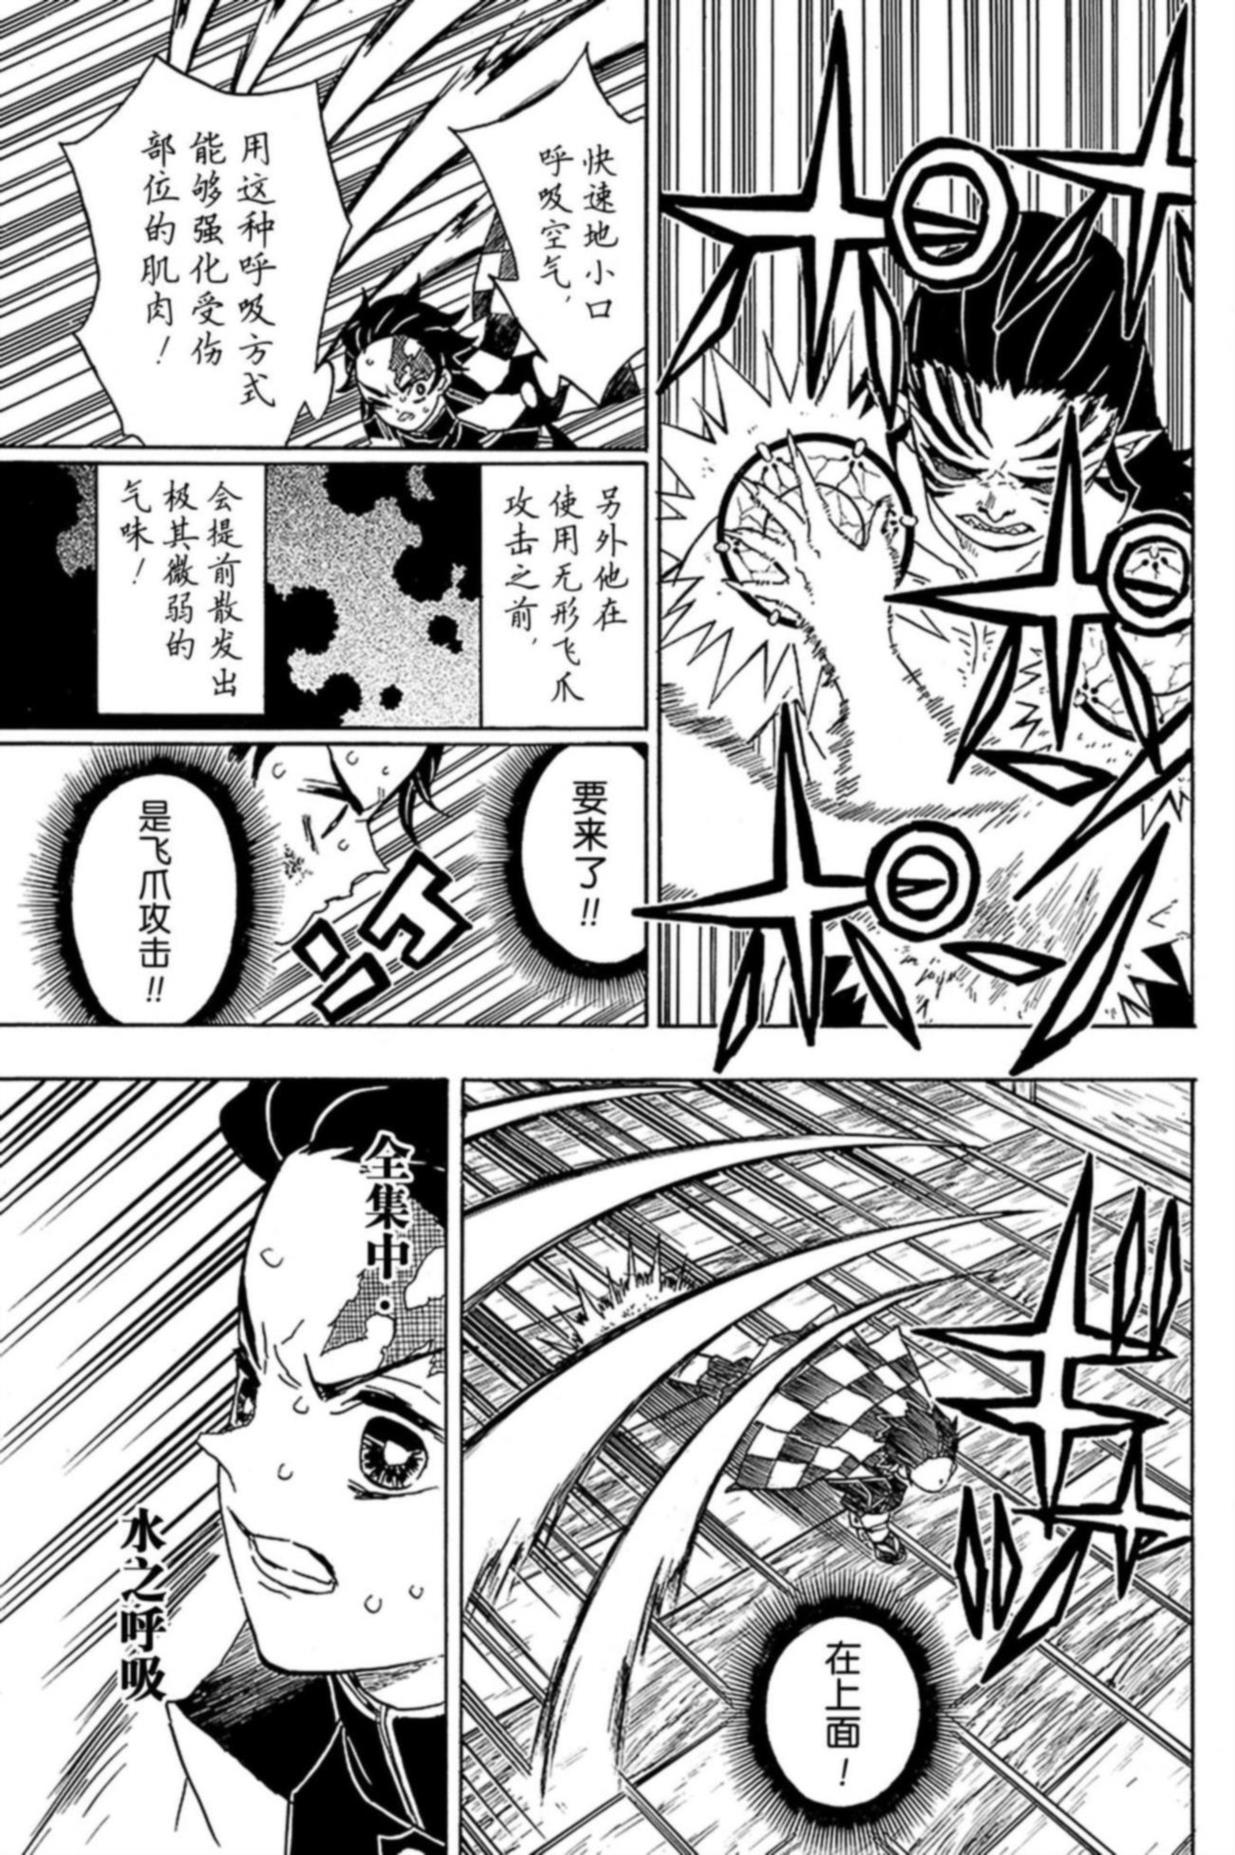 快速地小口
呼吸空气，
用这种呼吸方式
能够强化受伤
部位的肌肉！
另外他在
使用无形飞爪
攻击之前，
会提前散发出
极其微弱的
气味！
要来了!!
是飞爪攻击!!
在上面！
全集中·
水之呼吸